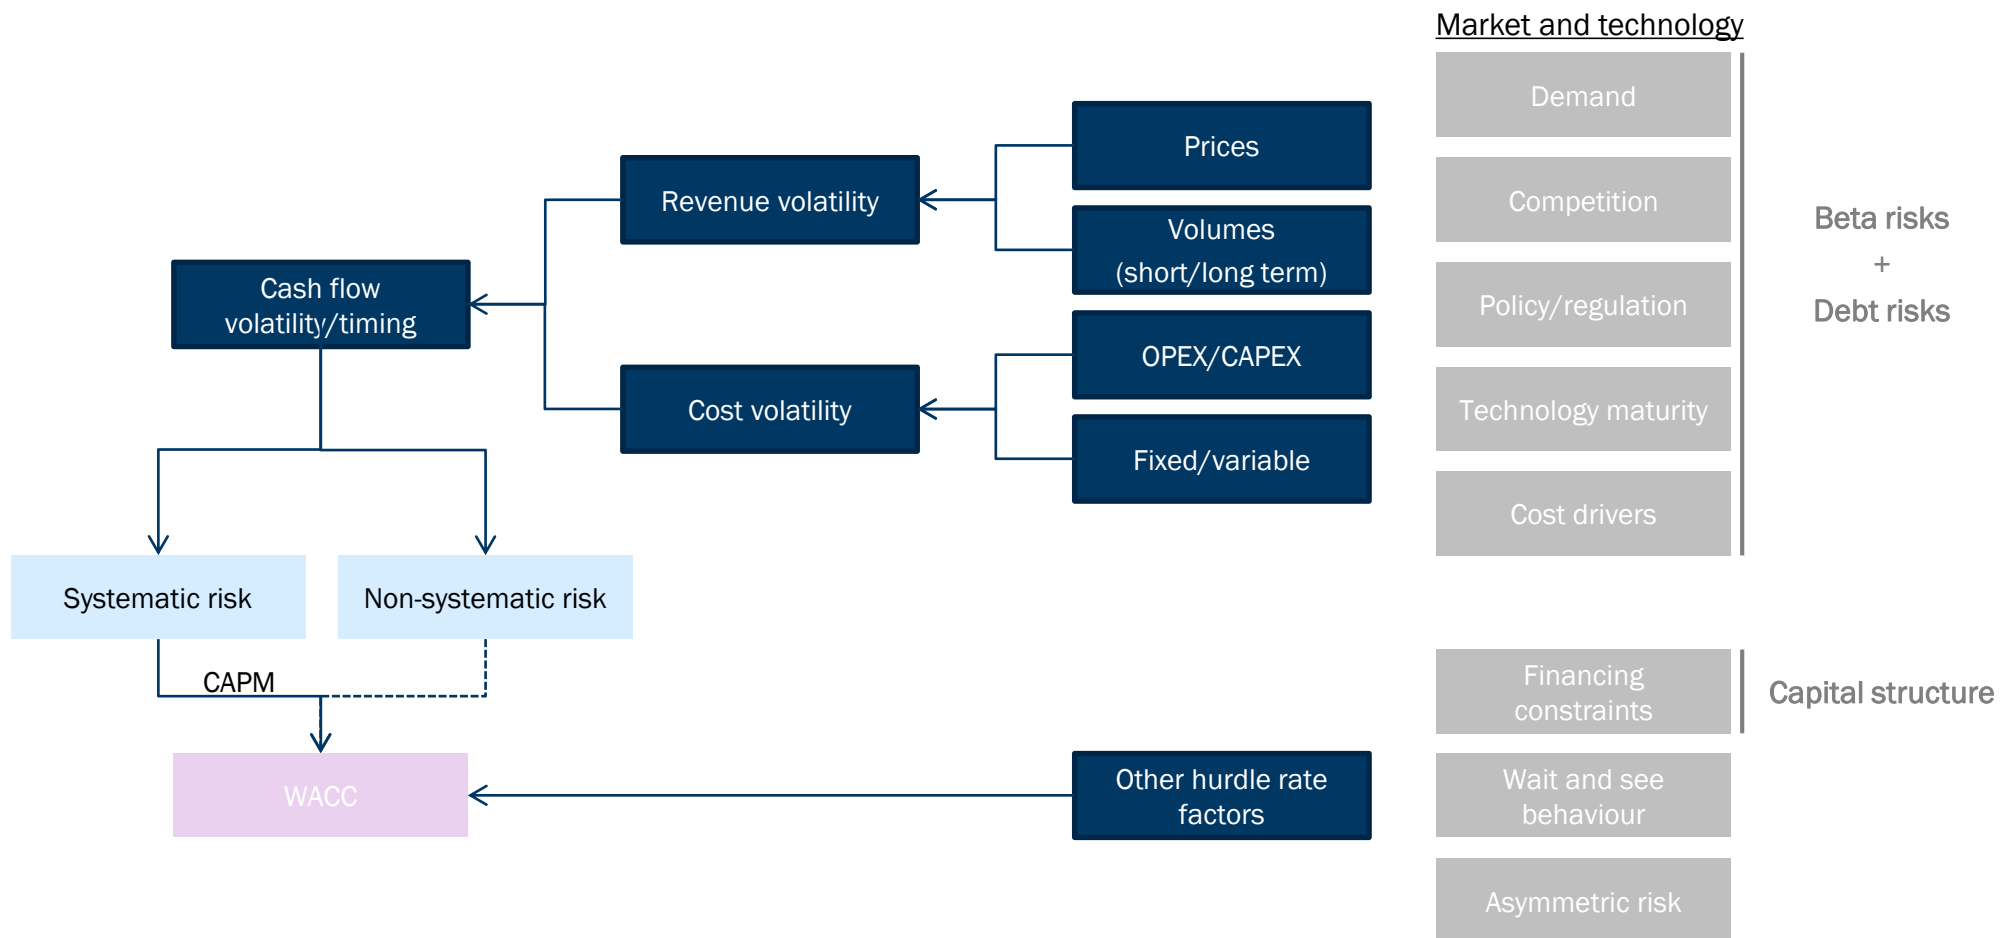 Market and technology
Demand
Prices
Competition
Revenue volatility
Beta risks
+
Debt risks
Volumes
(short/long term)
Cash flow
volatility/timing
Policy/regulation
OPEX/CAPEX
Cost volatility
Technology maturity
Fixed/variable
Cost drivers
Systematic risk
Non-systematic risk
CAPM
Financing
constraints
Capital structure
WACC
Other hurdle rate
factors
Wait and see
behaviour
Asymmetric risk